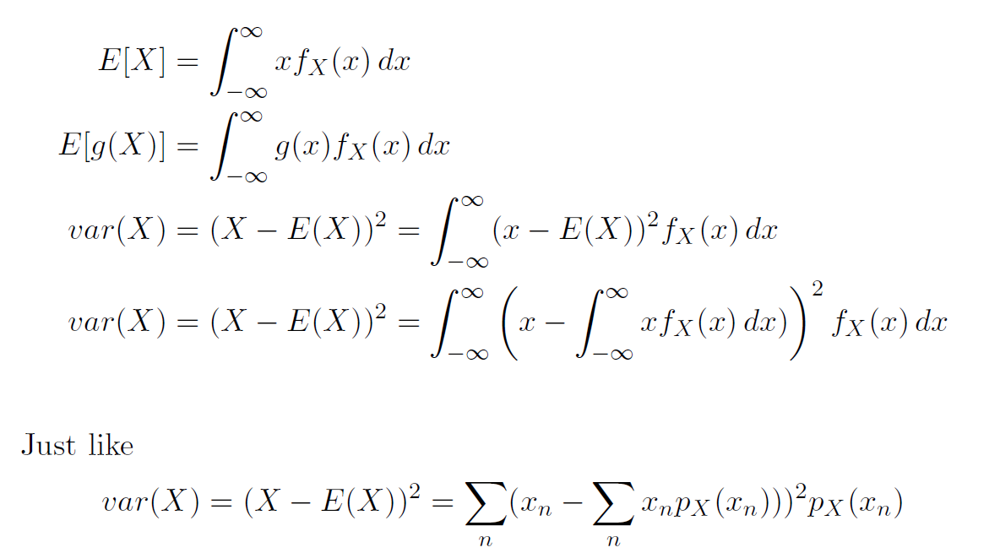 E[X] = ∫_{-∞}^{∞} x f_X(x) dx
E[g(X)] = ∫_{-∞}^{∞} g(x) f_X(x) dx
var(X) = (X − E(X))² = ∫_{-∞}^{∞} (x − E(X))² f_X(x) dx
var(X) = (X − E(X))² = ∫_{-∞}^{∞} (x − ∫_{-∞}^{∞} x f_X(x) dx))² f_X(x) dx
Just like
var(X) = (X − E(X))² = ∑_n (x_n − ∑_n x_n p_X(x_n)))² p_X(x_n)